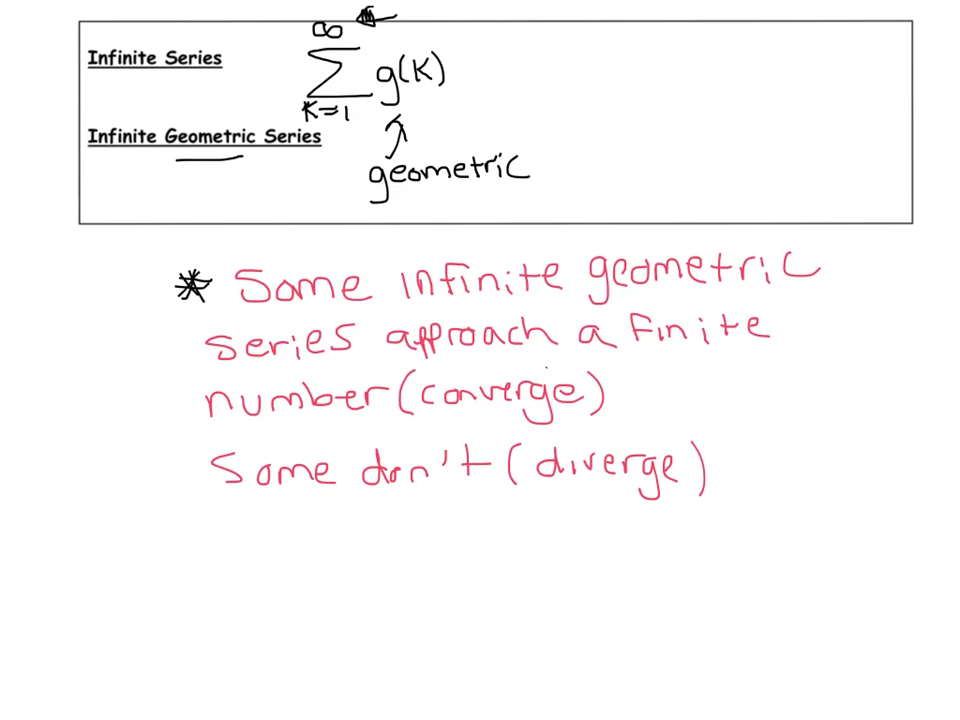 ∞
Infinite Series
∑ g(K)
K=1
Infinite Geometric Series
geometric
* Some infinite geometric
series approach a finite
number (converge)
Some don't (diverge)